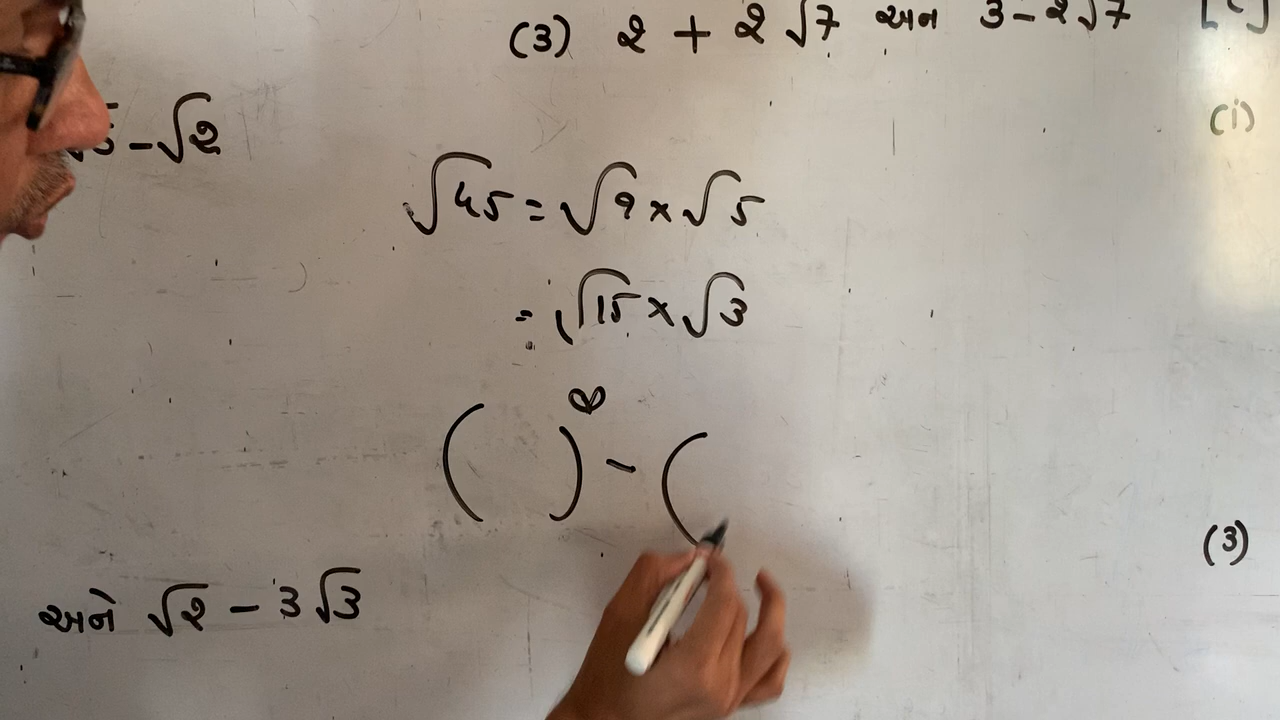 (3) 2 + 2 √7 અન 3 - 2√7
(i)
- √2
√45 = √9 × √5
= √15 × √3
( ) - (
(3)
અને √2 - 3√3